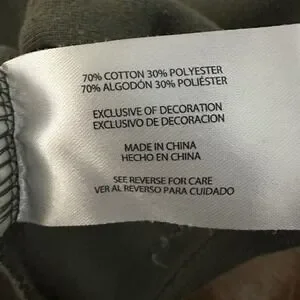 70% COTTON 30% POLYESTER
70% ALGODÓN 30% POLIÉSTER
EXCLUSIVE OF DECORATION
EXCLUSIVO DE DECORACION
MADE IN CHINA
HECHO EN CHINA
SEE REVERSE FOR CARE
VER AL REVERSO PARA CUIDADO